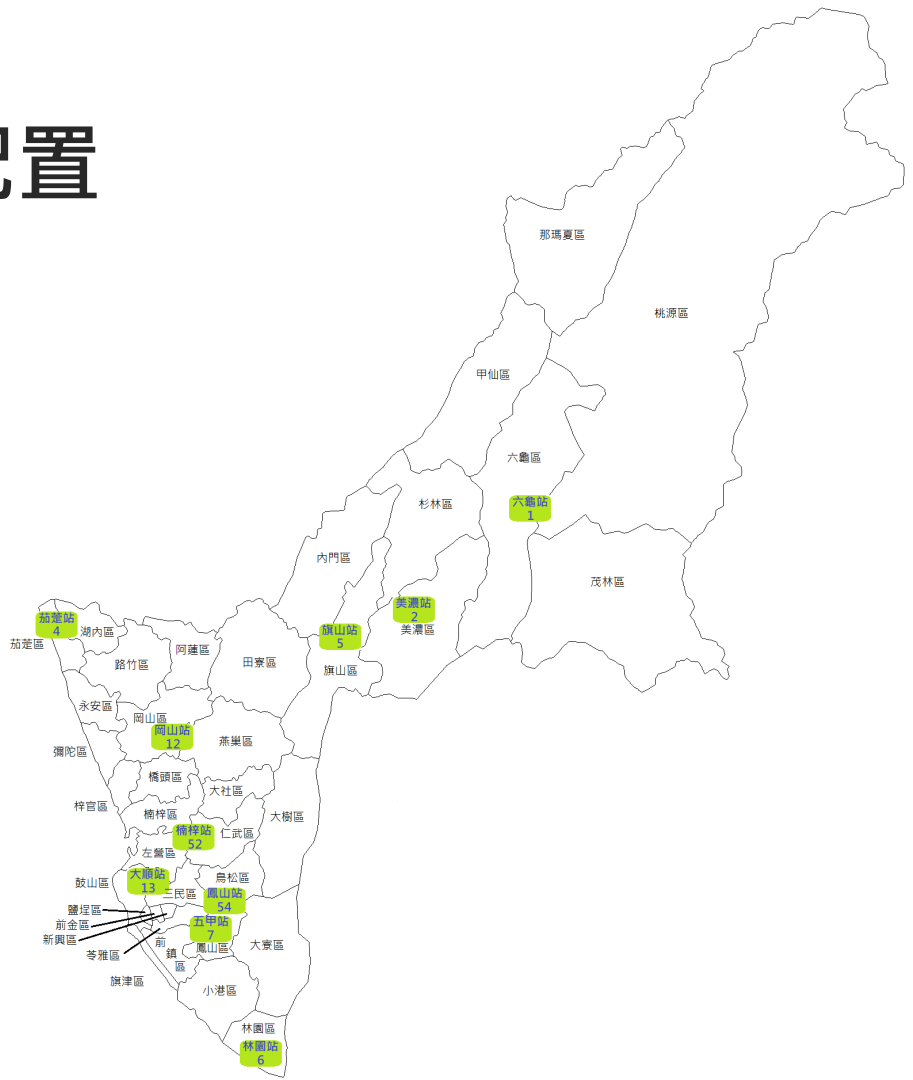 配置
那瑪夏區
桃源區
甲仙區
六龜區
六龜站
1
杉林區
內門區
茂林區
美濃站
2
美濃區
茄萣站
4
茄萣區
湖內區
旗山站
5
旗山區
阿蓮區
路竹區
田寮區
永安區
岡山區
岡山站
12
燕巢區
彌陀區
橋頭區
大社區
梓官區
楠梓區
大樹區
楠梓站
52
仁武區
左營區
大順站
13
鼓山區
鳥松區
三民區
鳳山站
54
鹽埕區
前金區
新興區
苓雅區
五甲站
7
前
鎮
區
鳳山區
大寮區
旗津區
小港區
林園區
林園站
6